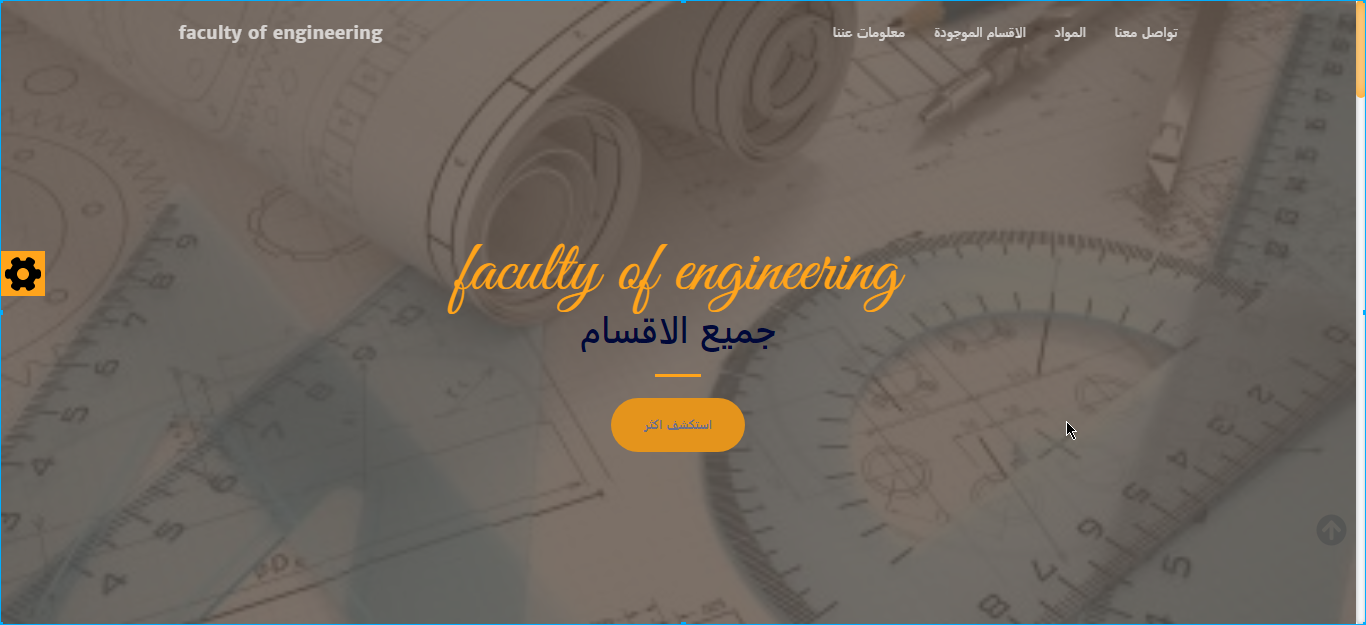 faculty of engineering
تواصل معنا
المواد
الاقسام الموجودة
معلومات عننا
faculty of engineering
جميع الاقسام
استكشف اكثر